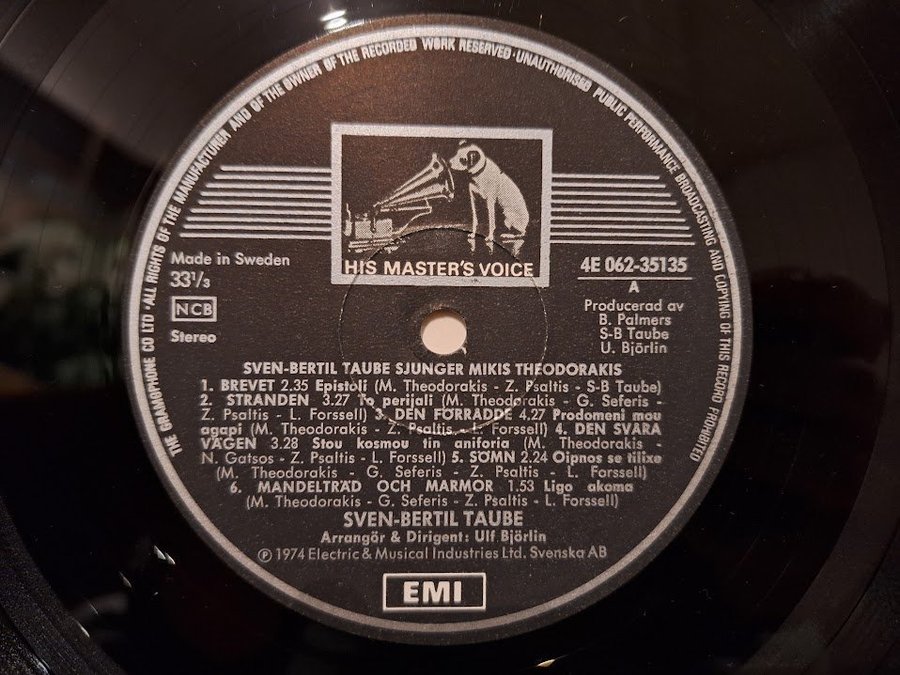 THE GRAMOPHONE CO LTD · ALL RIGHTS OF THE MANUFACTURER AND OF THE OWNER OF THE RECORDED WORK RESERVED · UNAUTHORISED PUBLIC PERFORMANCE BROADCASTING AND COPYING OF THIS RECORD PROHIBITED
HIS MASTER'S VOICE
Made in Sweden
33⅓
NCB
Stereo
4E 062-35135
A
Producerad av
B. Palmers
S-B Taube
U. Björlin
SVEN-BERTIL TAUBE SJUNGER MIKIS THEODORAKIS
1. BREVET 2.35 Epistoli (M. Theodorakis - Z. Psaltis - S-B Taube)
2. STRANDEN 3.27 To perijali (M. Theodorakis - G. Seferis -
Z. Psaltis - L. Forssell) 3. DEN FÖRRÅDDE 4.27 Prodomeni mou
agapi (M. Theodorakis - Z. Psaltis - L. Forssell) 4. DEN SVÅRA
VÄGEN 3.28 Stou kosmou tin aniforia (M. Theodorakis -
N. Gatsos - Z. Psaltis - L. Forssell) 5. SÖMN 2.24 Oipnos se tilixe
(M. Theodorakis - G. Seferis - Z. Psaltis - L. Forssell)
6. MANDELTRÄD OCH MARMOR 1.53 Ligo akoma
(M. Theodorakis - G. Seferis - Z. Psaltis - L. Forssell)
SVEN-BERTIL TAUBE
Arrangör & Dirigent: Ulf Björlin
℗ 1974 Electric & Musical Industries Ltd. Svenska AB
EMI